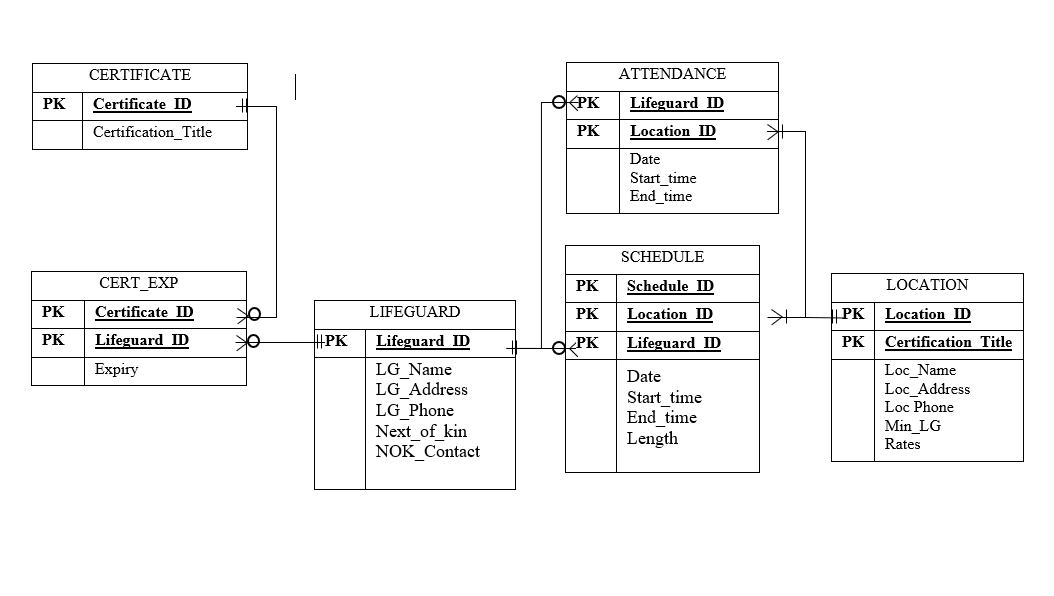 CERTIFICATE
PK Certificate_ID
Certification_Title
ATTENDANCE
PK Lifeguard_ID
PK Location_ID
Date
Start_time
End_time
CERT_EXP
PK Certificate_ID
PK Lifeguard_ID
Expiry
LIFEGUARD
PK Lifeguard_ID
LG_Name
LG_Address
LG_Phone
Next_of_kin
NOK_Contact
SCHEDULE
PK Schedule_ID
PK Location_ID
PK Lifeguard_ID
Date
Start_time
End_time
Length
LOCATION
PK Location_ID
PK Certification_Title
Loc_Name
Loc_Address
Loc Phone
Min_LG
Rates